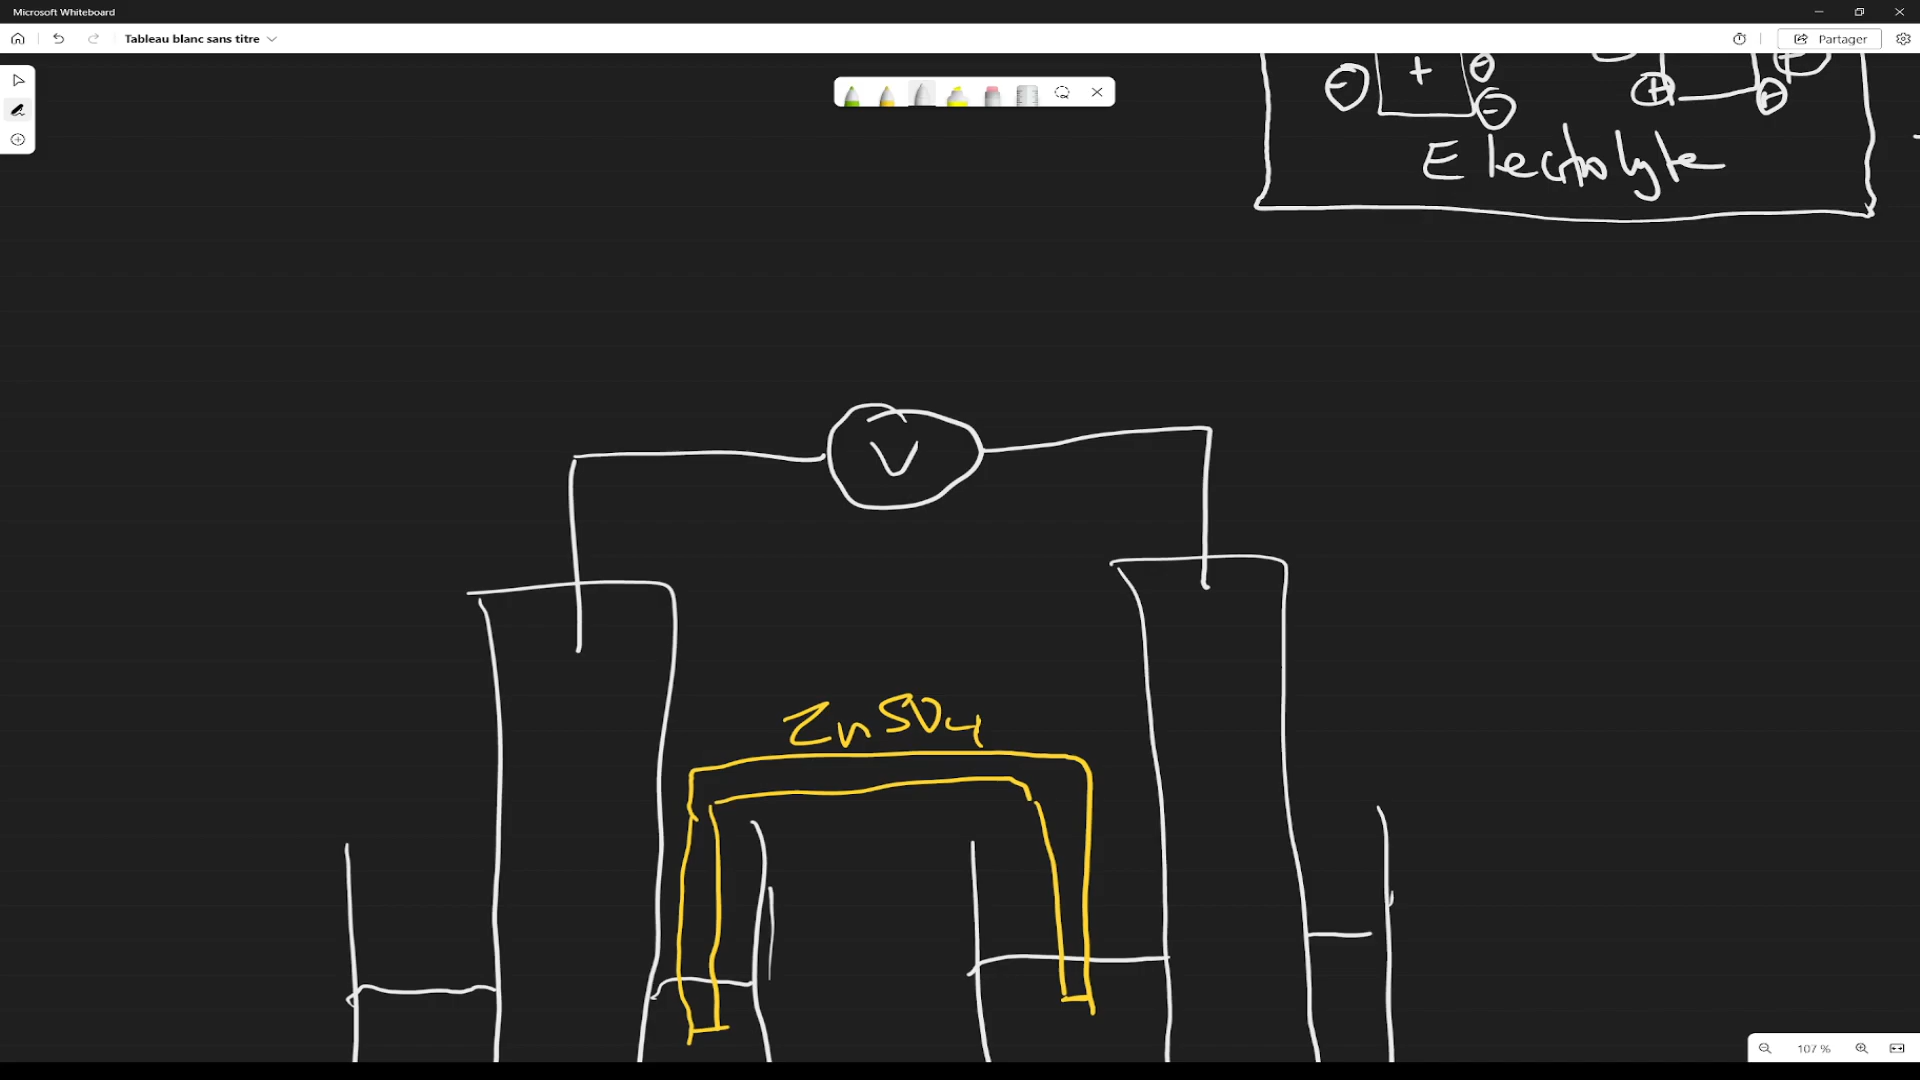 Microsoft Whiteboard
Tableau blanc sans titre
Partager
+
Electrolyte
V
ZnSO4
107 %